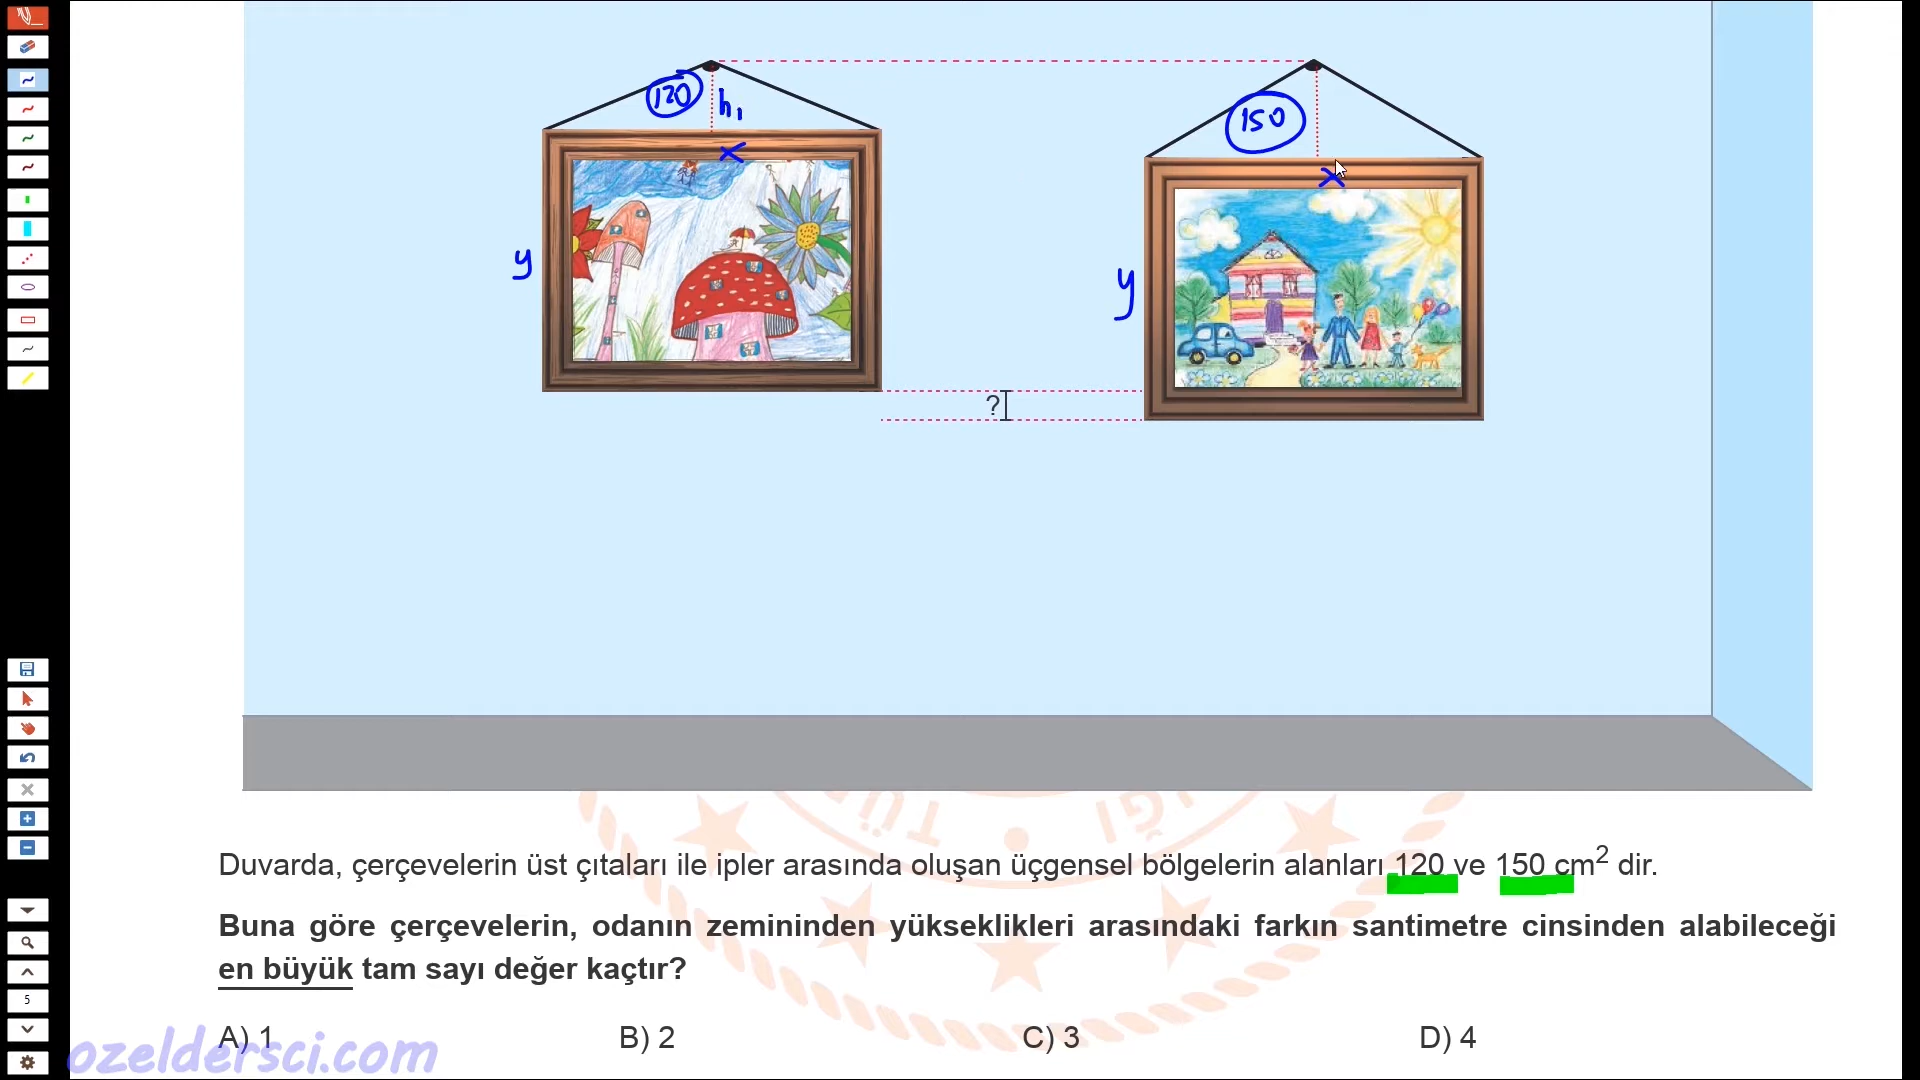 120
h₁
150
x
x
y
y
?
Duvarda, çerçevelerin üst çıtaları ile ipler arasında oluşan üçgensel bölgelerin alanları 120 ve 150 cm² dir.
Buna göre çerçevelerin, odanın zemininden yükseklikleri arasındaki farkın santimetre cinsinden alabileceği
en büyük tam sayı değer kaçtır?
A) 1 B) 2 C) 3 D) 4
5
ozeldersci.com